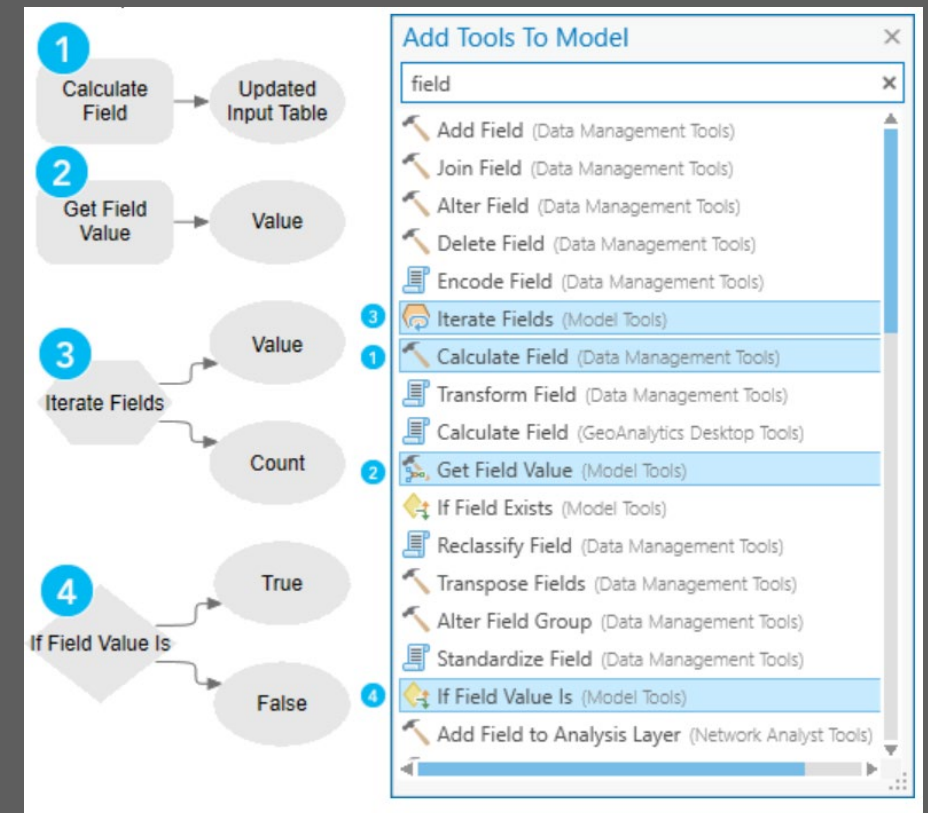 1
Calculate
Field
Updated
Input Table
2
Get Field
Value
Value
3
Iterate Fields
Value
Count
4
If Field Value Is
True
False
Add Tools To Model
field
Add Field (Data Management Tools)
Join Field (Data Management Tools)
Alter Field (Data Management Tools)
Delete Field (Data Management Tools)
Encode Field (Data Management Tools)
3 Iterate Fields (Model Tools)
1 Calculate Field (Data Management Tools)
Transform Field (Data Management Tools)
Calculate Field (GeoAnalytics Desktop Tools)
2 Get Field Value (Model Tools)
If Field Exists (Model Tools)
Reclassify Field (Data Management Tools)
Transpose Fields (Data Management Tools)
Alter Field Group (Data Management Tools)
Standardize Field (Data Management Tools)
4 If Field Value Is (Model Tools)
Add Field to Analysis Layer (Network Analyst Tools)